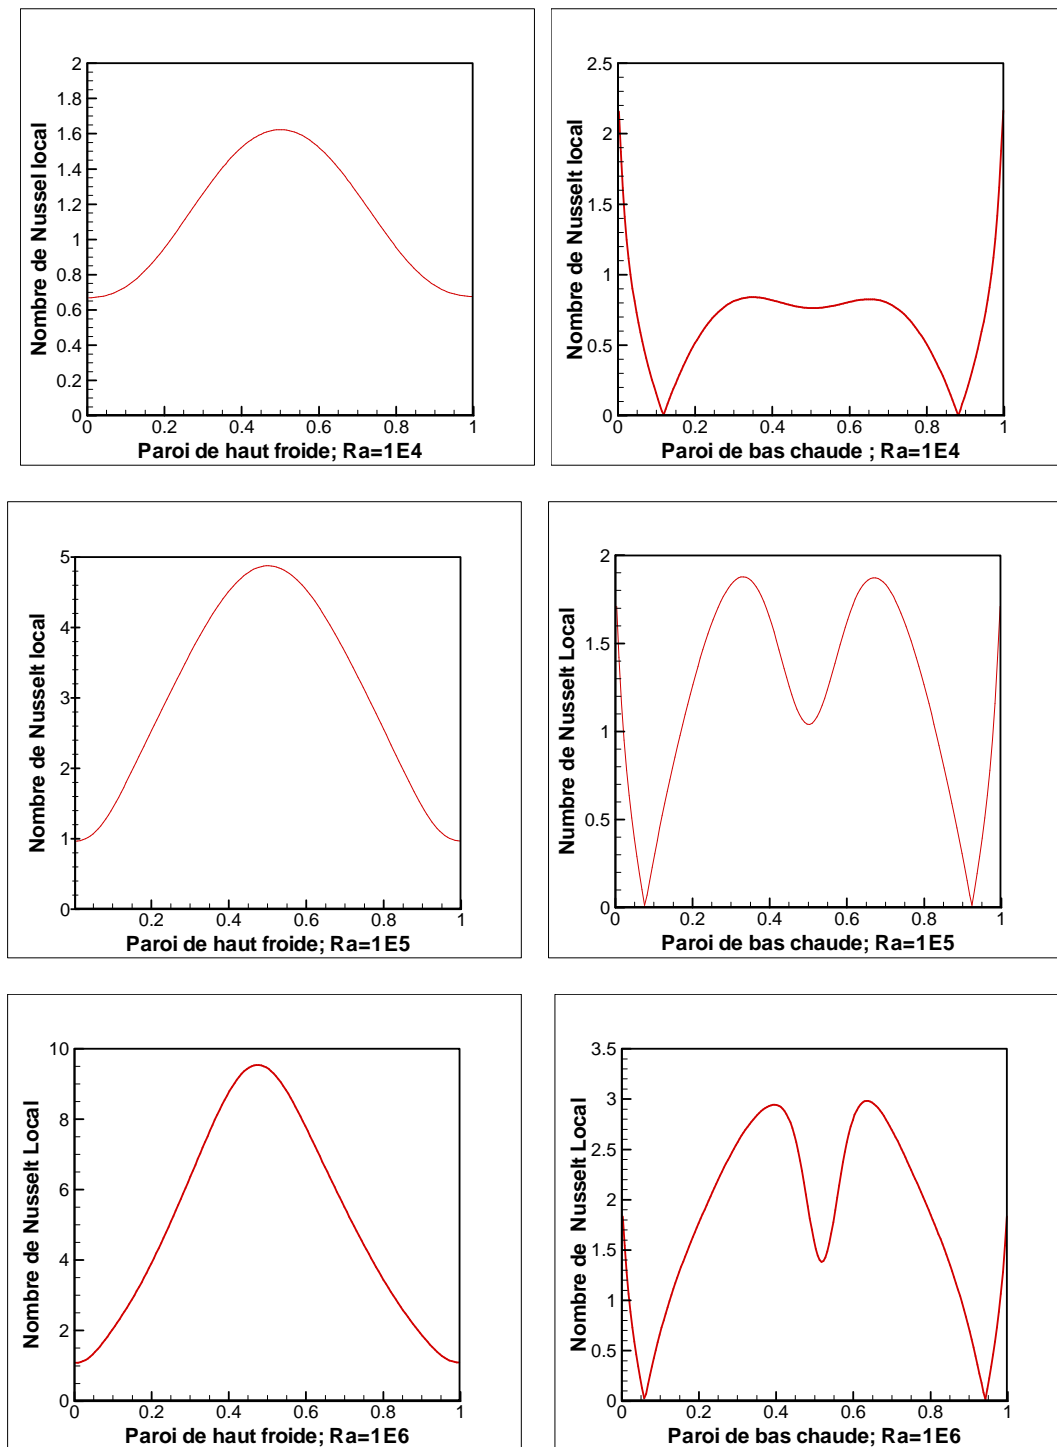 Nombre de Nussel local
2
1.8
1.6
1.4
1.2
1
0.8
0.6
0.4
0.2
0
0 0.2 0.4 0.6 0.8 1
Paroi de haut froide; Ra=1E4
Nombre de Nusselt local
2.5
2
1.5
1
0.5
0
0 0.2 0.4 0.6 0.8 1
Paroi de bas chaude ; Ra=1E4
Nombre de Nusselt local
5
4
3
2
1
0
0.2 0.4 0.6 0.8 1
Paroi de haut froide; Ra=1E5
Numbre de Nusselt Local
2
1.5
1
0.5
0
0 0.2 0.4 0.6 0.8 1
Paroi de bas chaude; Ra=1E5
Nombre de Nusselt Local
10
8
6
4
2
0
0 0.2 0.4 0.6 0.8 1
Paroi de haut froide; Ra=1E6
Nombre de Nusselt Local
3.5
3
2.5
2
1.5
1
0.5
0
0 0.2 0.4 0.6 0.8 1
Paroi de bas chaude; Ra=1E6